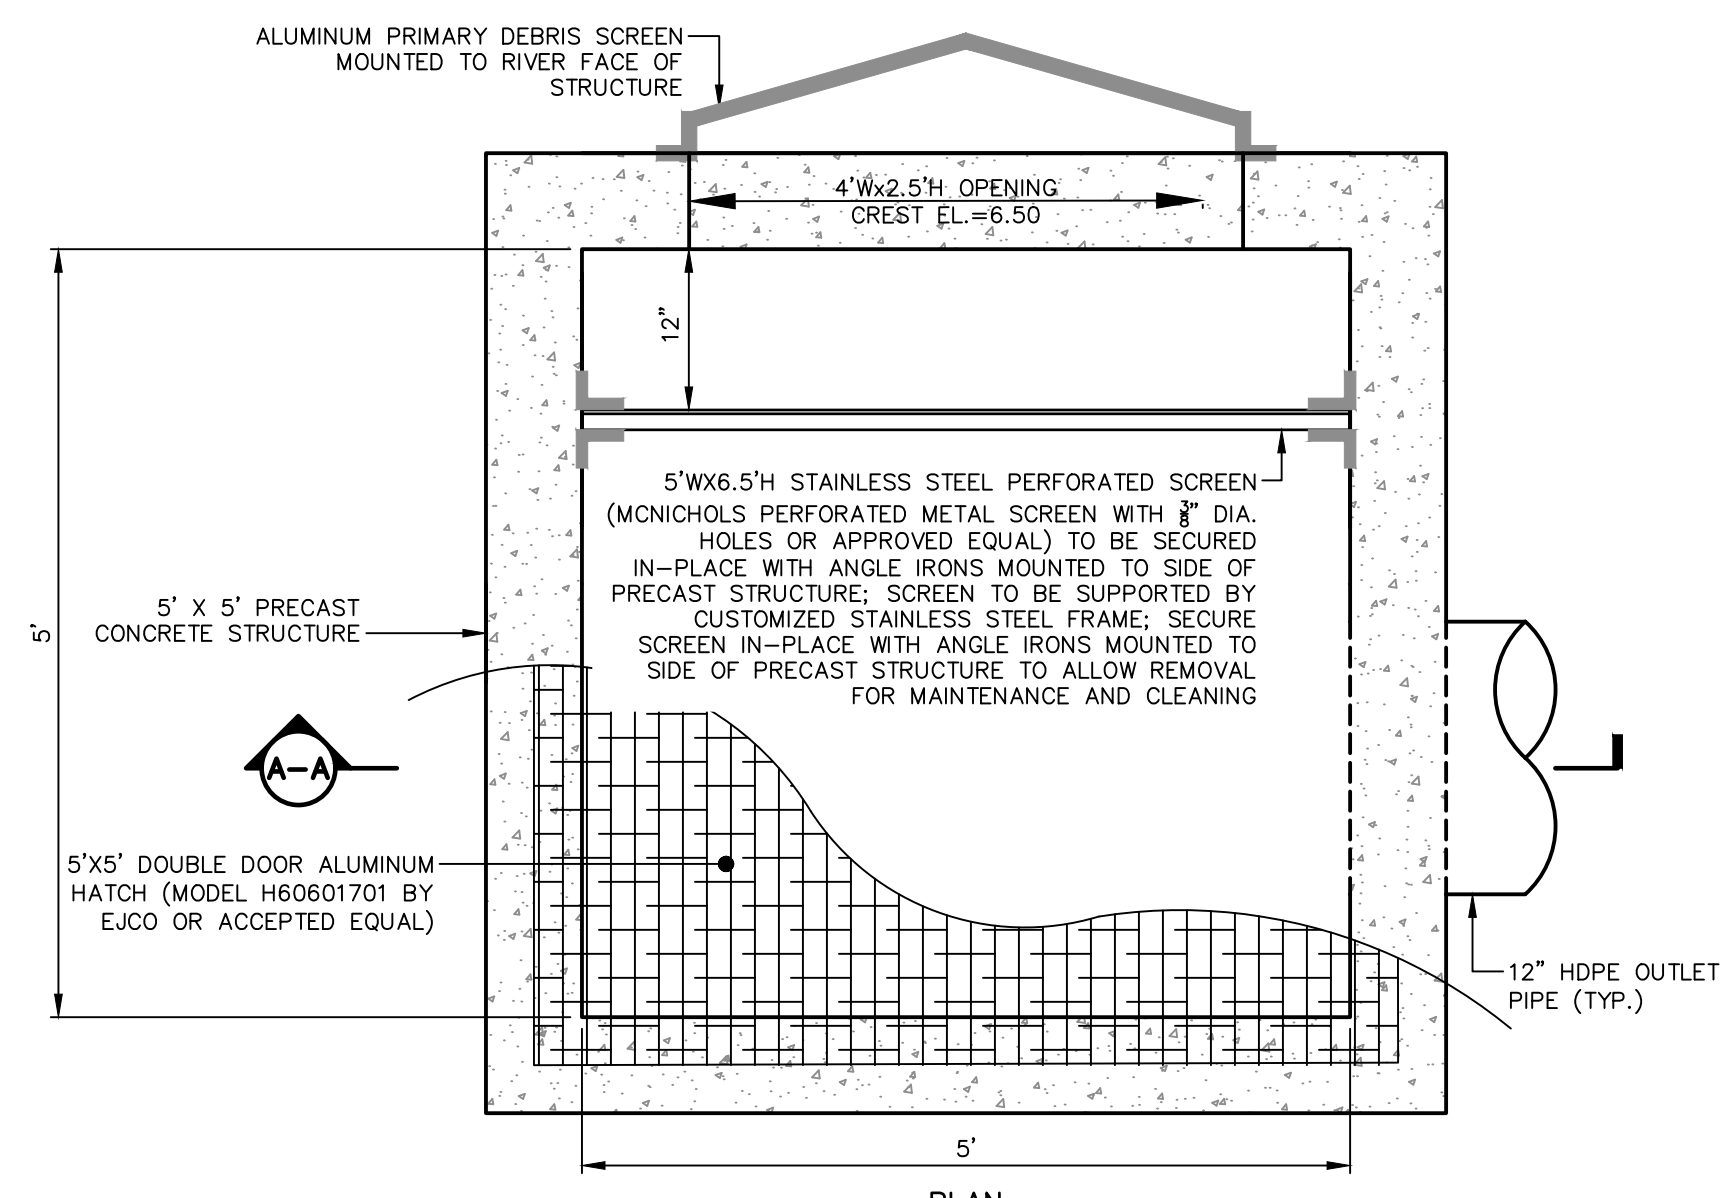 ALUMINUM PRIMARY DEBRIS SCREEN
MOUNTED TO RIVER FACE OF
STRUCTURE
4'Wx2.5'H OPENING
CREST EL.=6.50
12"
5'WX6.5'H STAINLESS STEEL PERFORATED SCREEN
(MCNICHOLS PERFORATED METAL SCREEN WITH 3/8" DIA.
HOLES OR APPROVED EQUAL) TO BE SECURED
IN-PLACE WITH ANGLE IRONS MOUNTED TO SIDE OF
PRECAST STRUCTURE; SCREEN TO BE SUPPORTED BY
CUSTOMIZED STAINLESS STEEL FRAME; SECURE
SCREEN IN-PLACE WITH ANGLE IRONS MOUNTED TO
SIDE OF PRECAST STRUCTURE TO ALLOW REMOVAL
FOR MAINTENANCE AND CLEANING
5' X 5' PRECAST
CONCRETE STRUCTURE
5'
A-A
5'X5' DOUBLE DOOR ALUMINUM
HATCH (MODEL H60601701 BY
EJCO OR ACCEPTED EQUAL)
12" HDPE OUTLET
PIPE (TYP.)
5'
PLAN